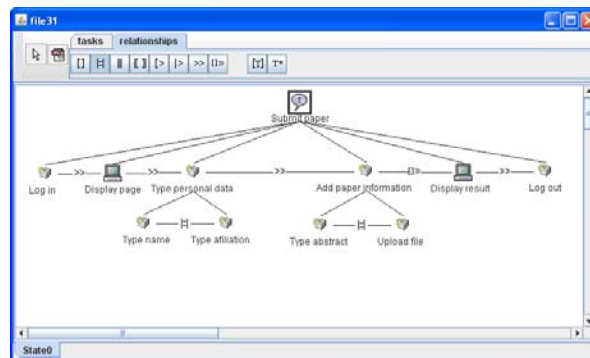 file31
tasks relationships
[] |=| ||| [ ] [> |> >> []>> [T] T*
Submit paper
>> >> >> []>> >>
Log in Display page Type personal data Add paper information Display result Log out
|=| |=|
Type name Type afiliation Type abstract Upload file
State0